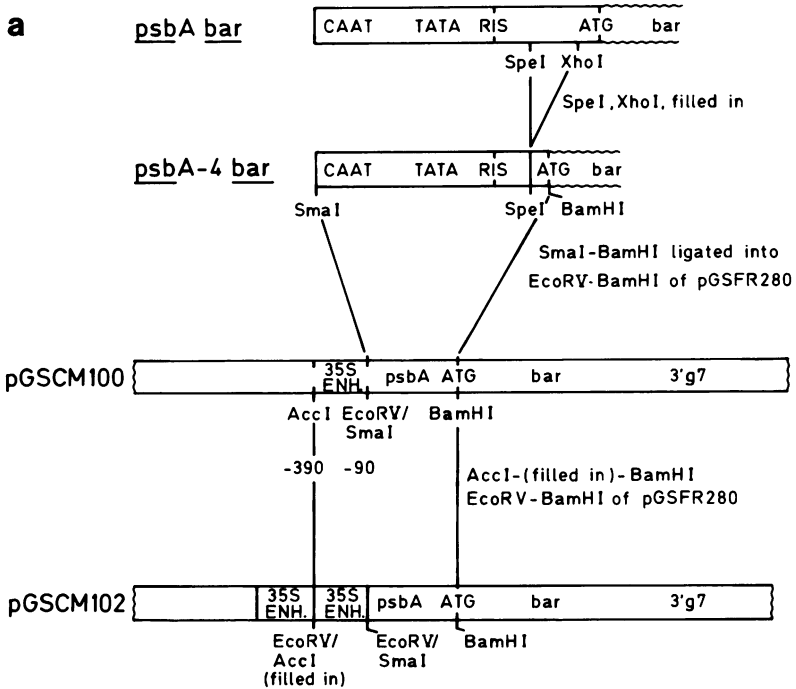 a
psbA bar
CAAT TATA RIS ATG bar
SpeI XhoI
SpeI, XhoI, filled in
psbA-4 bar
CAAT TATA RIS ATG bar
SmaI SpeI BamHI
SmaI-BamHI ligated into
EcoRV-BamHI of pGSFR280
pGSCM100
35S
ENH.
psbA ATG bar 3'g7
AccI EcoRV/
SmaI
BamHI
-390 -90
AccI-(filled in)-BamHI
EcoRV-BamHI of pGSFR280
pGSCM102
35S
ENH.
35S
ENH.
psbA ATG bar 3'g7
EcoRV/
AccI
(filled in)
EcoRV/
SmaI
BamHI